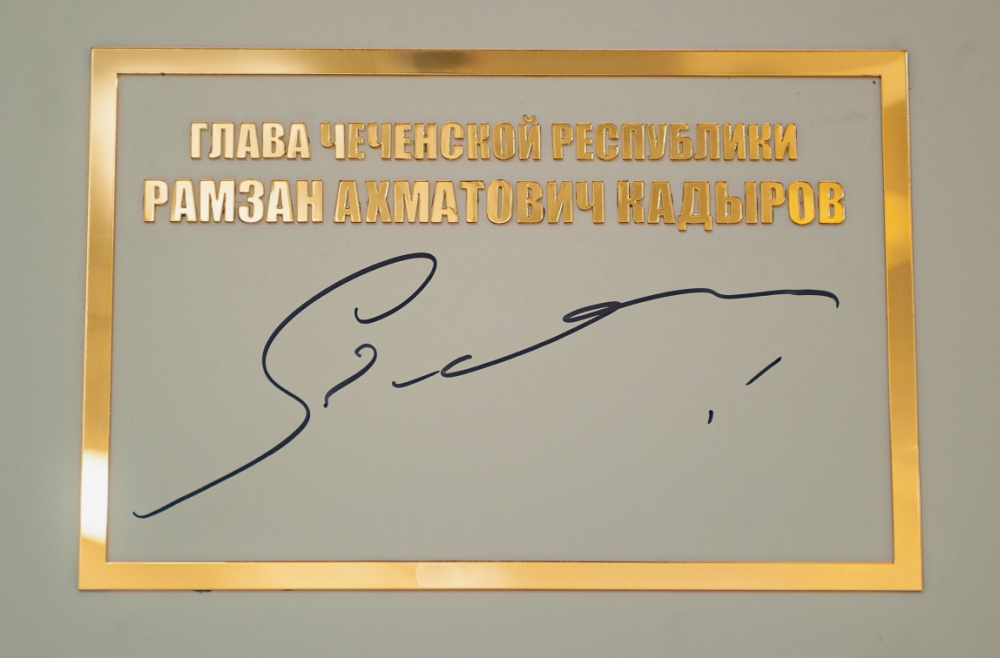 ГЛАВА ЧЕЧЕНСКОЙ РЕСПУБЛИКИ
РАМЗАН АХМАТОВИЧ КАДЫРОВ